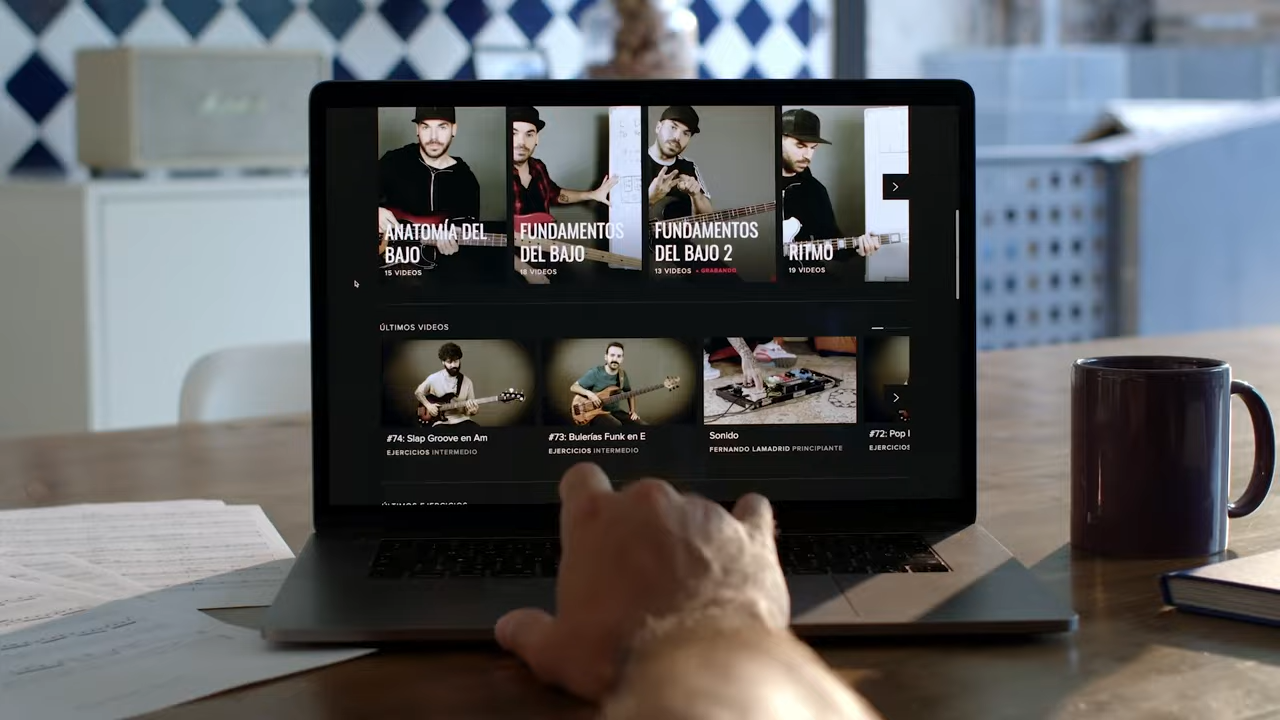 ANATOMÍA DEL
BAJO
15 VIDEOS
FUNDAMENTOS
DEL BAJO
18 VIDEOS
FUNDAMENTOS
DEL BAJO 2
13 VIDEOS • GRABANDO
RITMO
19 VIDEOS
ÚLTIMOS VIDEOS
#74: Slap Groove en Am
EJERCICIOS INTERMEDIO
#73: Bulerías Funk en E
EJERCICIOS INTERMEDIO
Sonido
FERNANDO LAMADRID PRINCIPIANTE
#72: Pop
EJERCICIOS
ÚLTIMOS EJERCICIOS